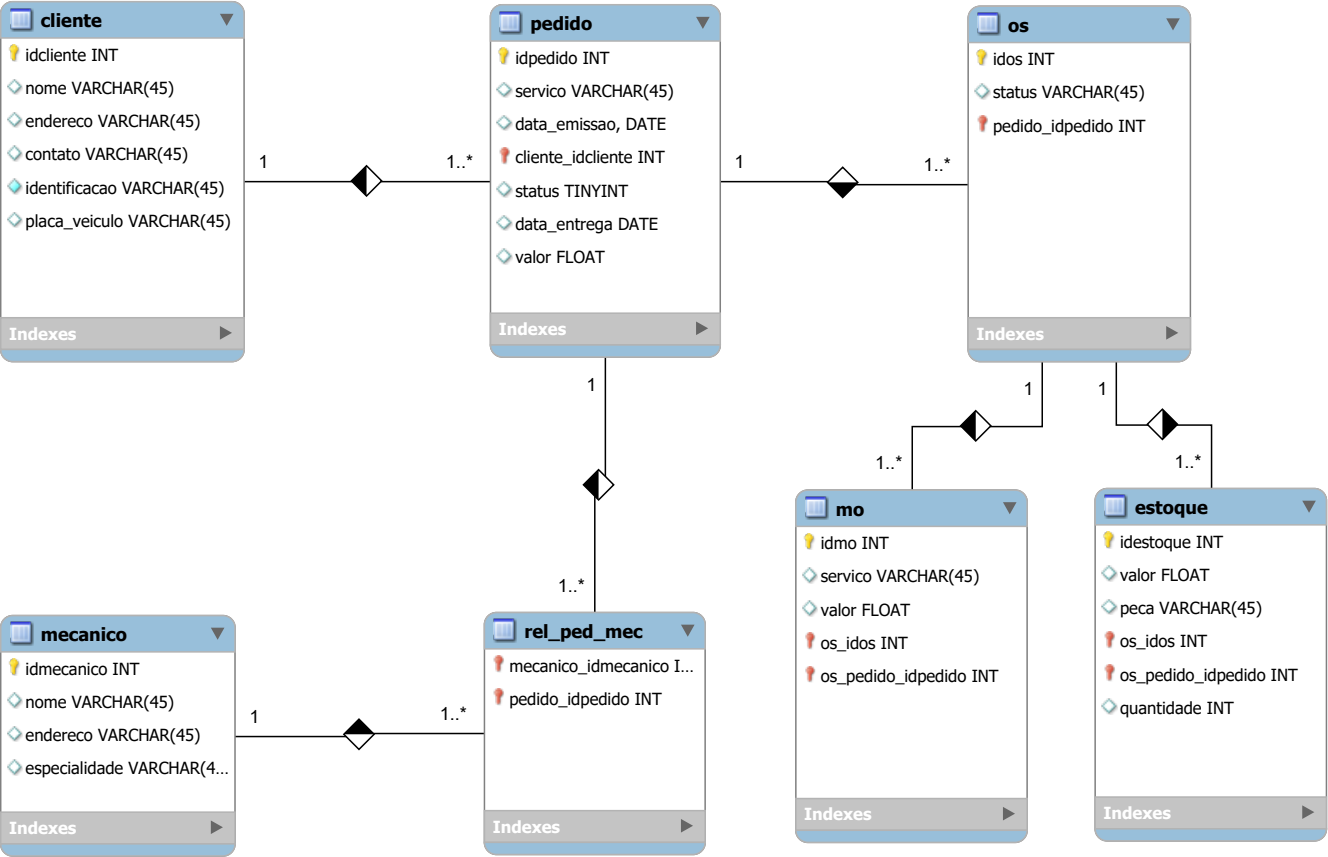 cliente
idcliente INT
nome VARCHAR(45)
endereco VARCHAR(45)
contato VARCHAR(45)
identificacao VARCHAR(45)
placa_veiculo VARCHAR(45)
Indexes
1
1..*
pedido
idpedido INT
servico VARCHAR(45)
data_emissao, DATE
cliente_idcliente INT
status TINYINT
data_entrega DATE
valor FLOAT
Indexes
1
1..*
os
idos INT
status VARCHAR(45)
pedido_idpedido INT
Indexes
1
1..*
1
1..*
1
1..*
mecanico
idmecanico INT
nome VARCHAR(45)
endereco VARCHAR(45)
especialidade VARCHAR(4...
Indexes
1
1..*
rel_ped_mec
mecanico_idmecanico I...
pedido_idpedido INT
Indexes
mo
idmo INT
servico VARCHAR(45)
valor FLOAT
os_idos INT
os_pedido_idpedido INT
Indexes
estoque
idestoque INT
valor FLOAT
peca VARCHAR(45)
os_idos INT
os_pedido_idpedido INT
quantidade INT
Indexes